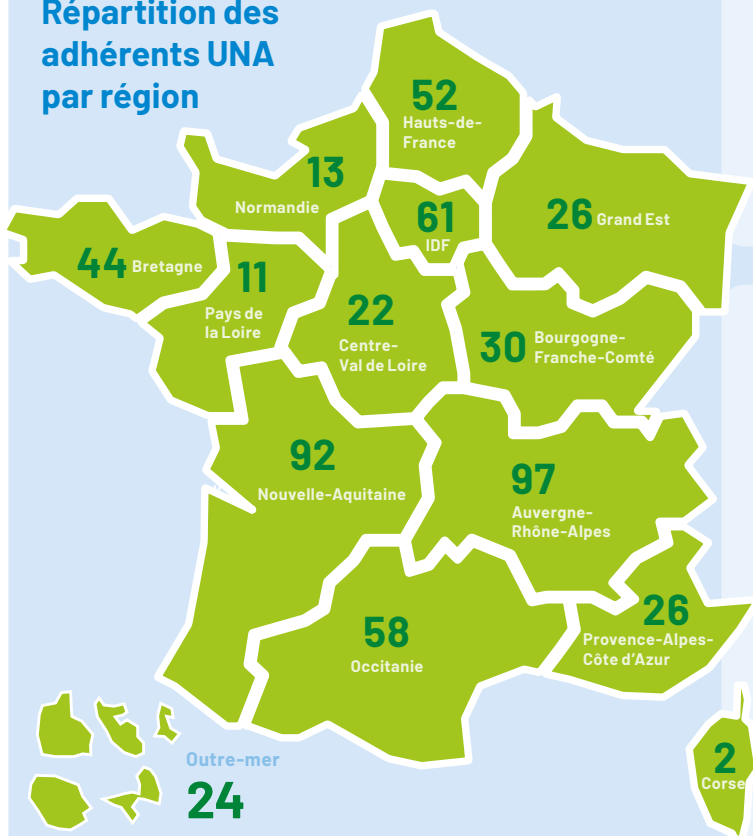 Répartition des
adhérents UNA
par région
52
Hauts-de-
France
13
Normandie
61
IDF
26 Grand Est
44 Bretagne
11
Pays de
la Loire
22
Centre-
Val de Loire
30
Bourgogne-
Franche-Comté
92
Nouvelle-Aquitaine
97
Auvergne-
Rhône-Alpes
26
Provence-Alpes-
Côte d'Azur
58
Occitanie
Outre-mer
24
2
Corse